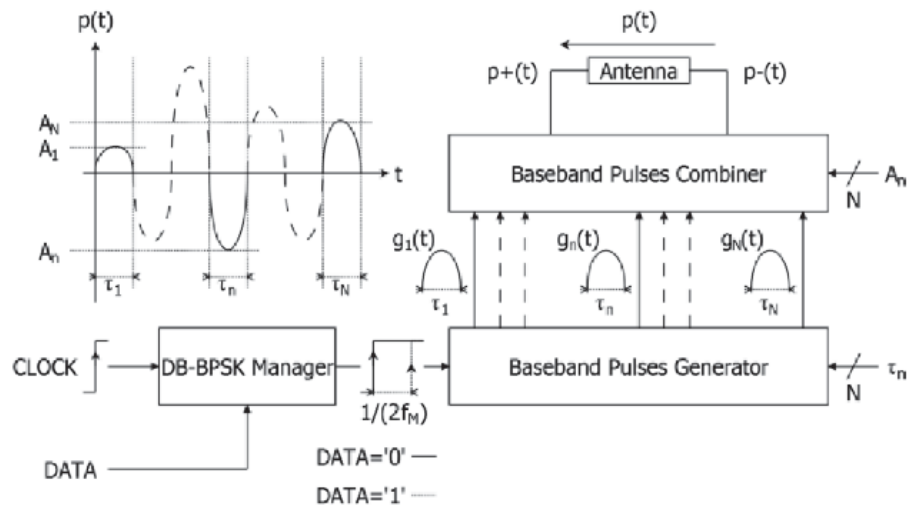 p(t)
p(t)
p+(t)
Antenna
p-(t)
A_N
A_1
t
A_n
τ_1
τ_n
τ_N
Baseband Pulses Combiner
A_n
N
g_1(t)
g_n(t)
g_N(t)
τ_1
τ_n
τ_N
CLOCK
DB-BPSK Manager
1/(2f_M)
Baseband Pulses Generator
τ_n
N
DATA
DATA='0'
DATA='1'